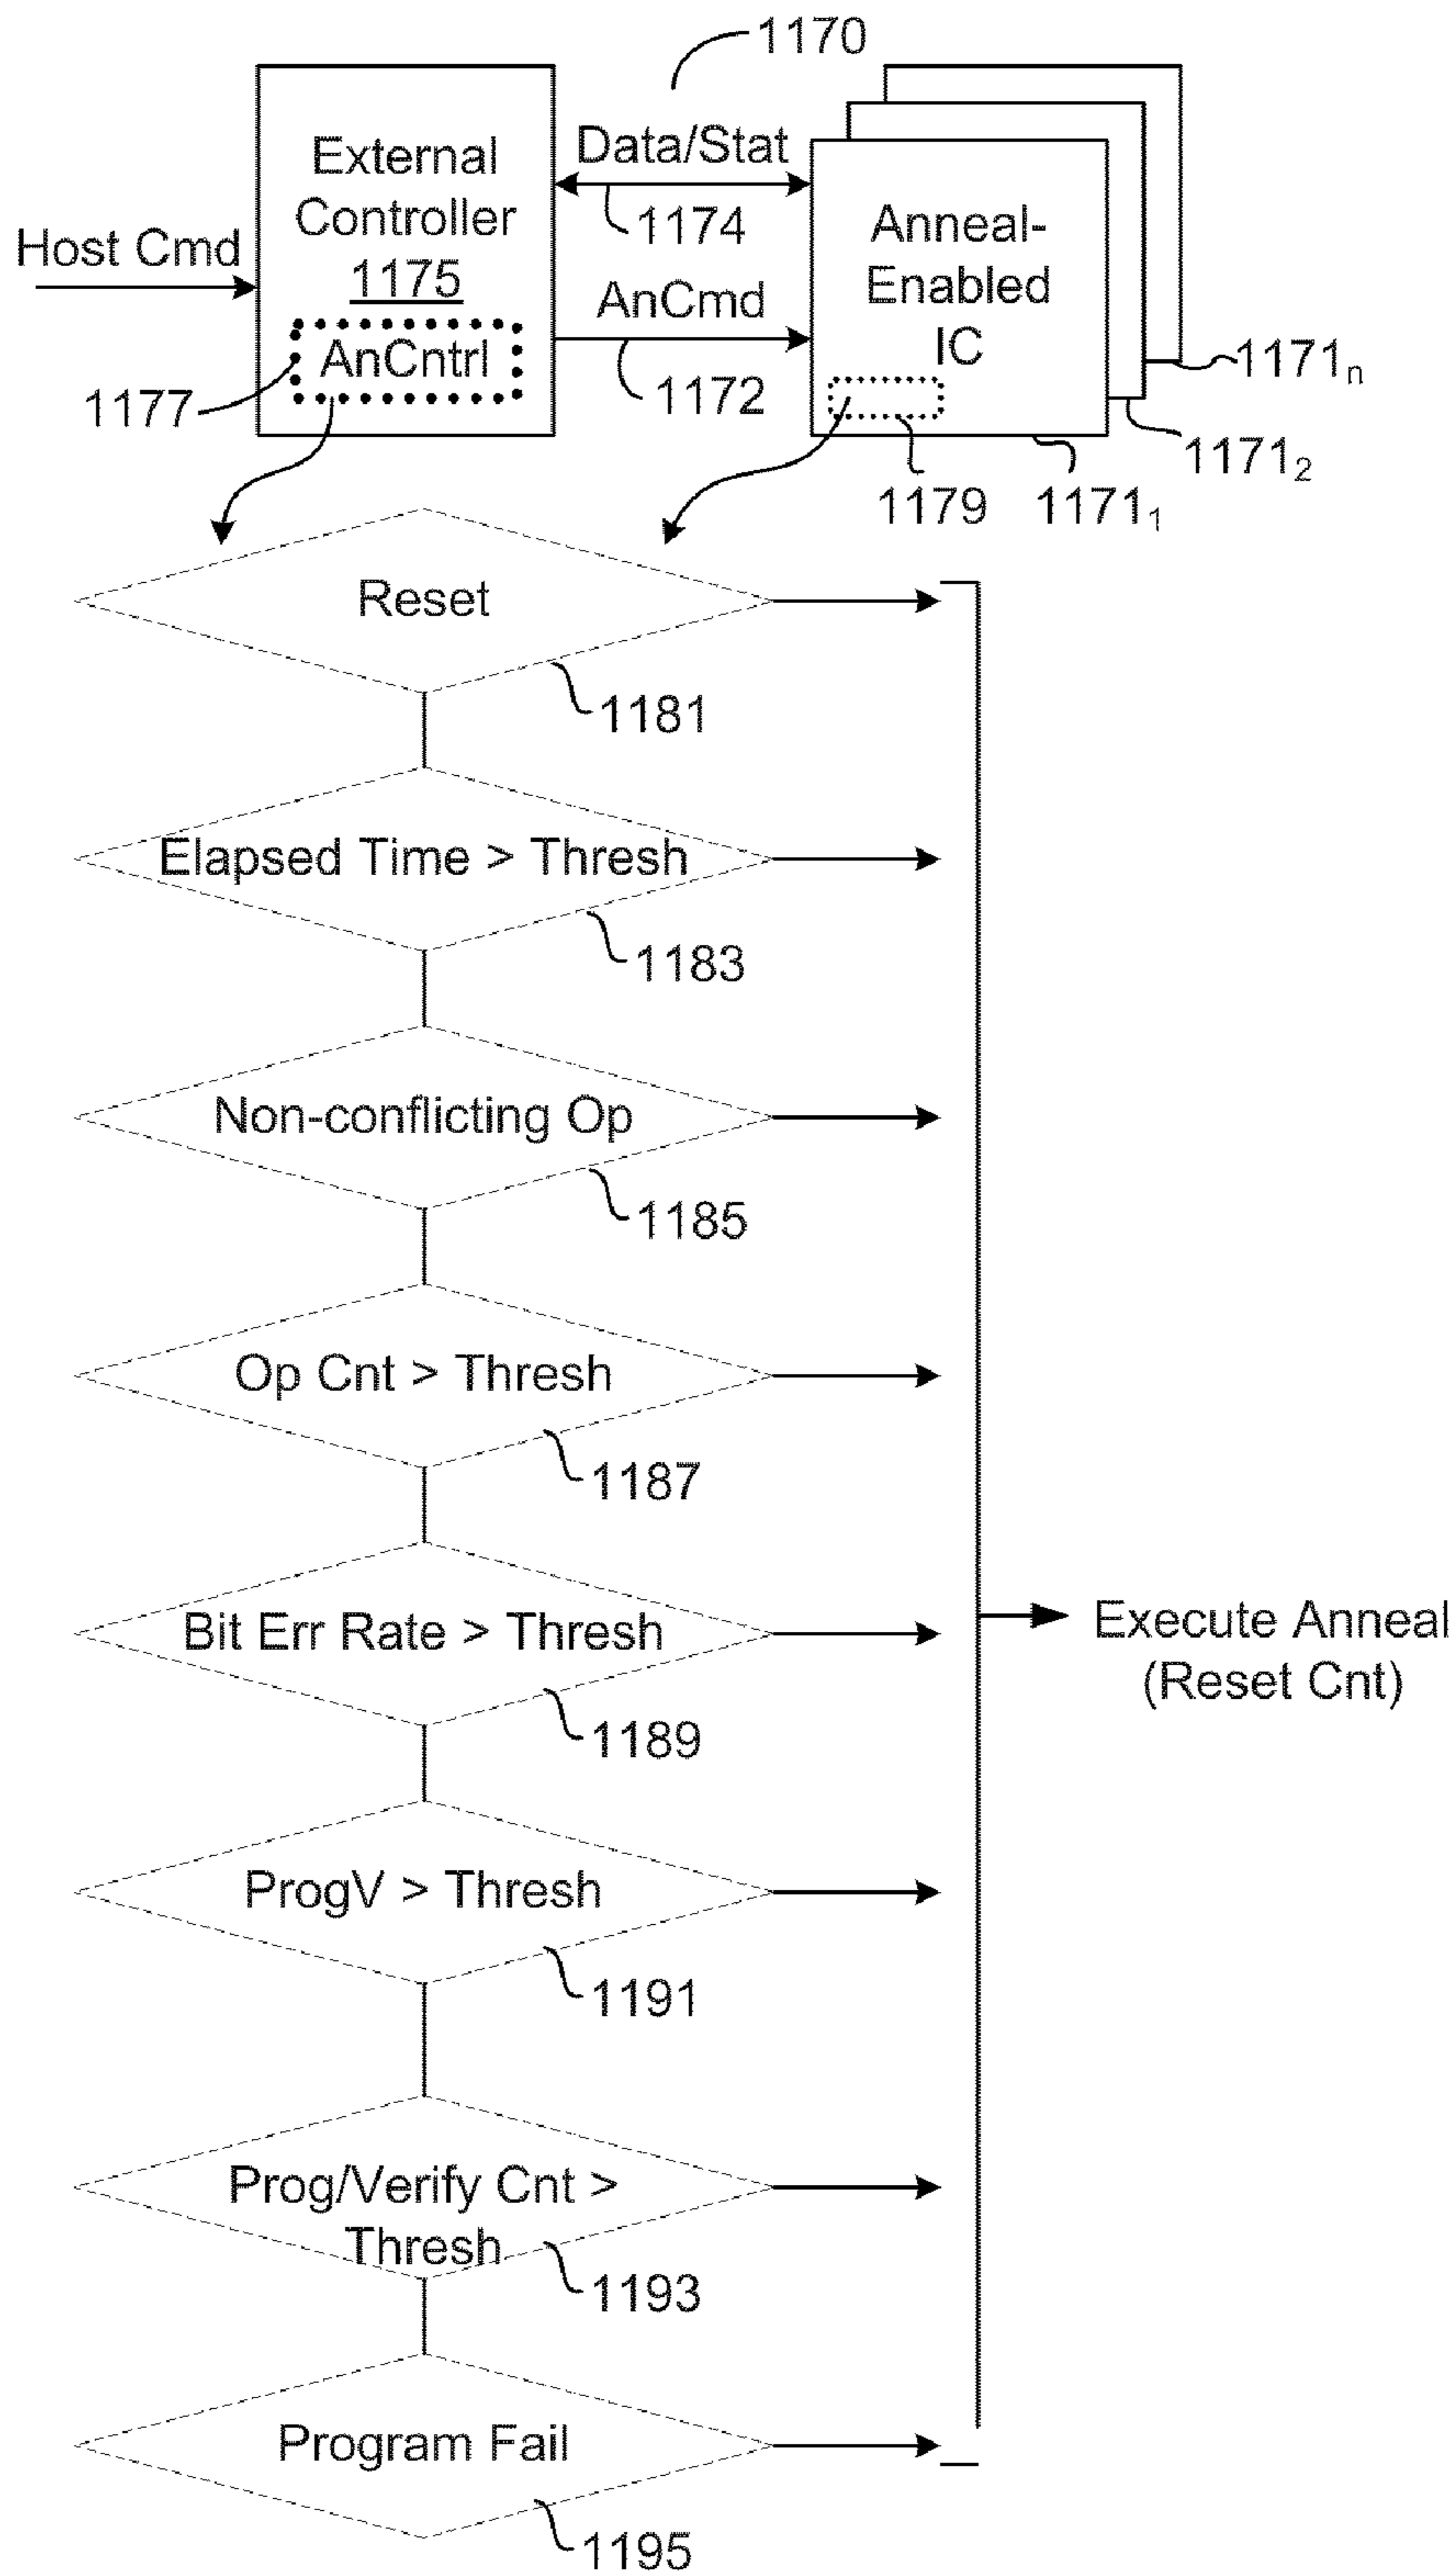 1170
External
Controller
1175
AnCntrl
Host Cmd
1177
Data/Stat
1174
AnCmd
1172
Anneal-
Enabled
IC
1179
1171₁
1171₂
1171ₙ
Reset
1181
Elapsed Time > Thresh
1183
Non-conflicting Op
1185
Op Cnt > Thresh
1187
Bit Err Rate > Thresh
1189
Execute Anneal
(Reset Cnt)
ProgV > Thresh
1191
Prog/Verify Cnt >
Thresh
1193
Program Fail
1195